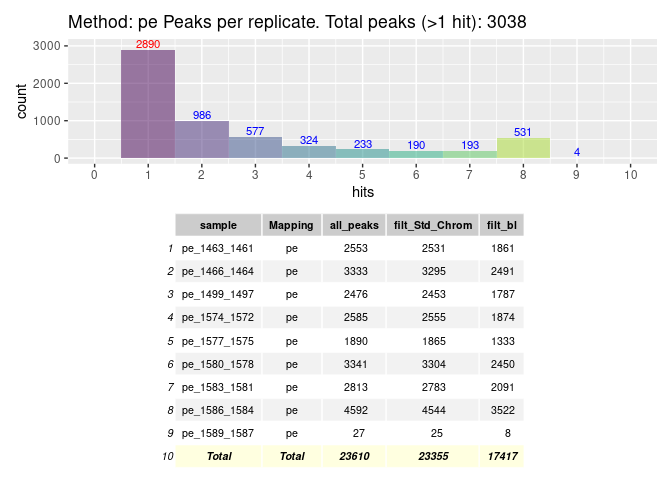 Method: pe Peaks per replicate. Total peaks (>1 hit): 3038
3000
2000
1000
0
count
2890
986
577
324
233
190
193
531
4
0 1 2 3 4 5 6 7 8 9 10
hits
sample Mapping all_peaks filt_Std_Chrom filt_bl
1 pe_1463_1461 pe 2553 2531 1861
2 pe_1466_1464 pe 3333 3295 2491
3 pe_1499_1497 pe 2476 2453 1787
4 pe_1574_1572 pe 2585 2555 1874
5 pe_1577_1575 pe 1890 1865 1333
6 pe_1580_1578 pe 3341 3304 2450
7 pe_1583_1581 pe 2813 2783 2091
8 pe_1586_1584 pe 4592 4544 3522
9 pe_1589_1587 pe 27 25 8
10 Total Total 23610 23355 17417